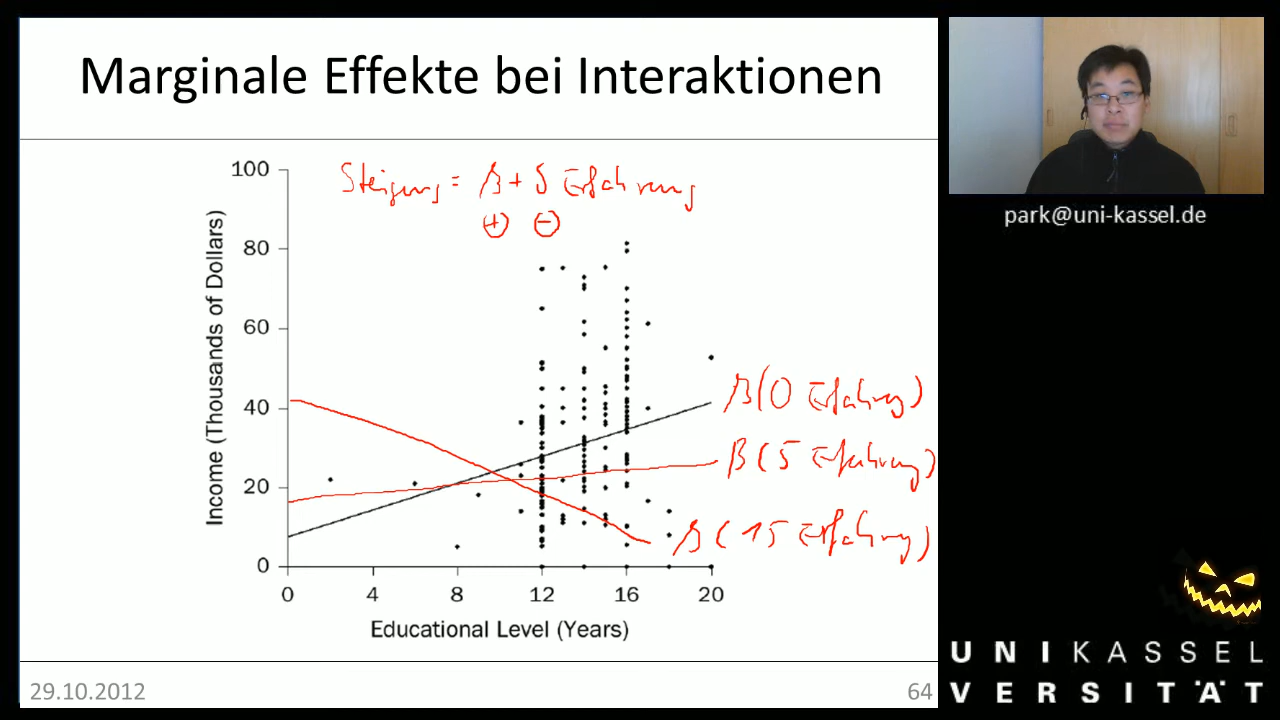 Marginale Effekte bei Interaktionen
Steigung = β + δ Erfahrung
+ −
Income (Thousands of Dollars)
100
80
60
40
20
0
0 4 8 12 16 20
Educational Level (Years)
β(0 Erfahrung)
β(5 Erfahrung)
β(15 Erfahrung)
29.10.2012
64
park@uni-kassel.de
UNIKASSEL
VERSITÄT